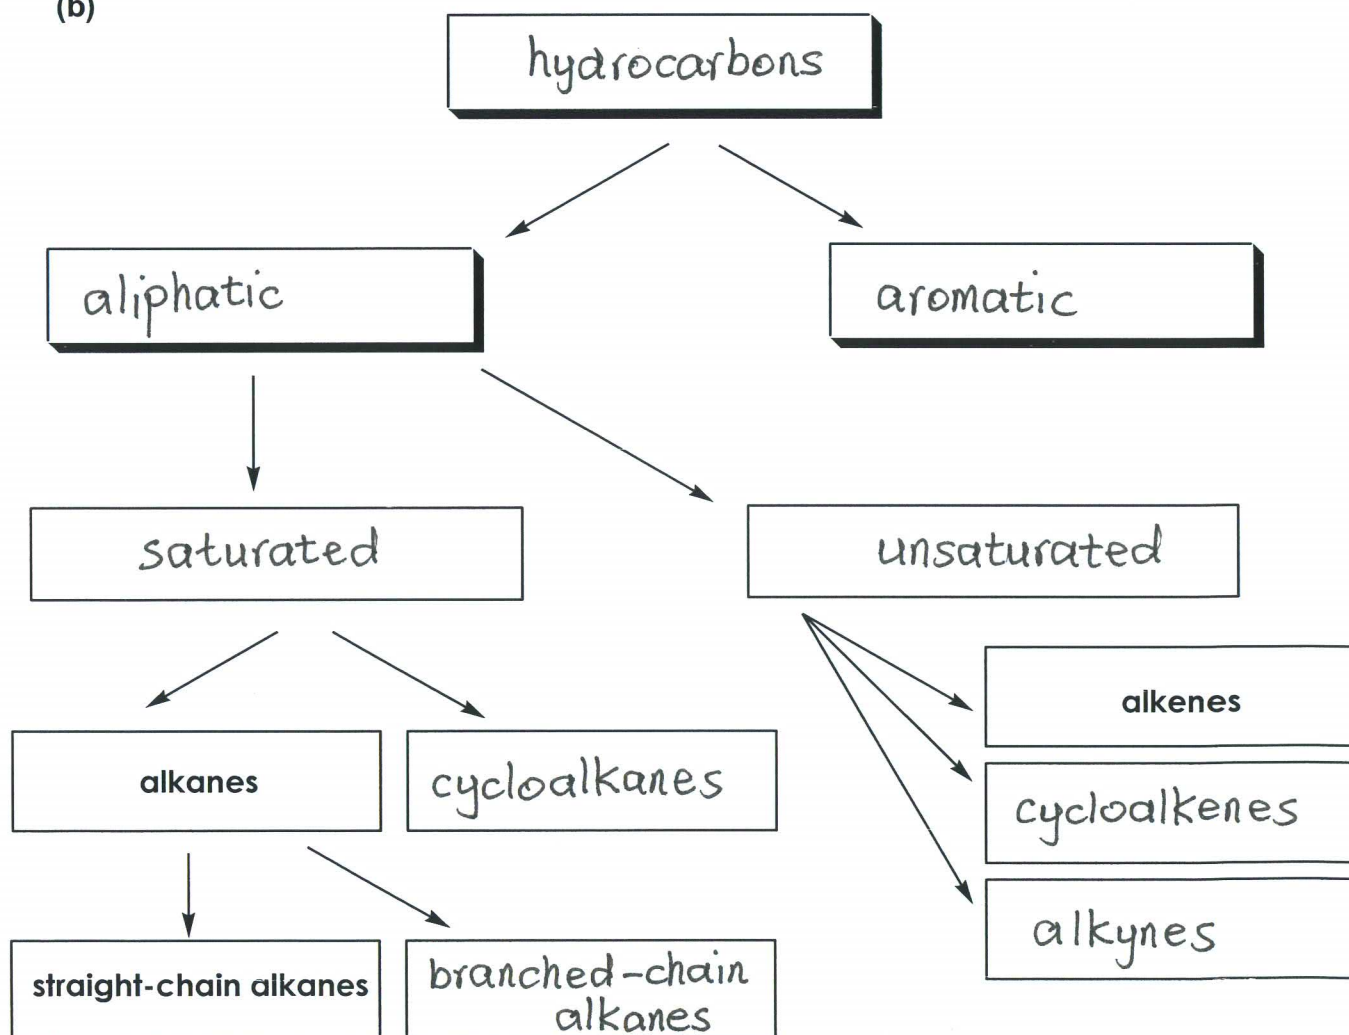 (b)
hydrocarbons
aliphatic
aromatic
saturated
unsaturated
alkanes
cycloalkanes
alkenes
cycloalkenes
alkynes
straight-chain alkanes
branched-chain
alkanes